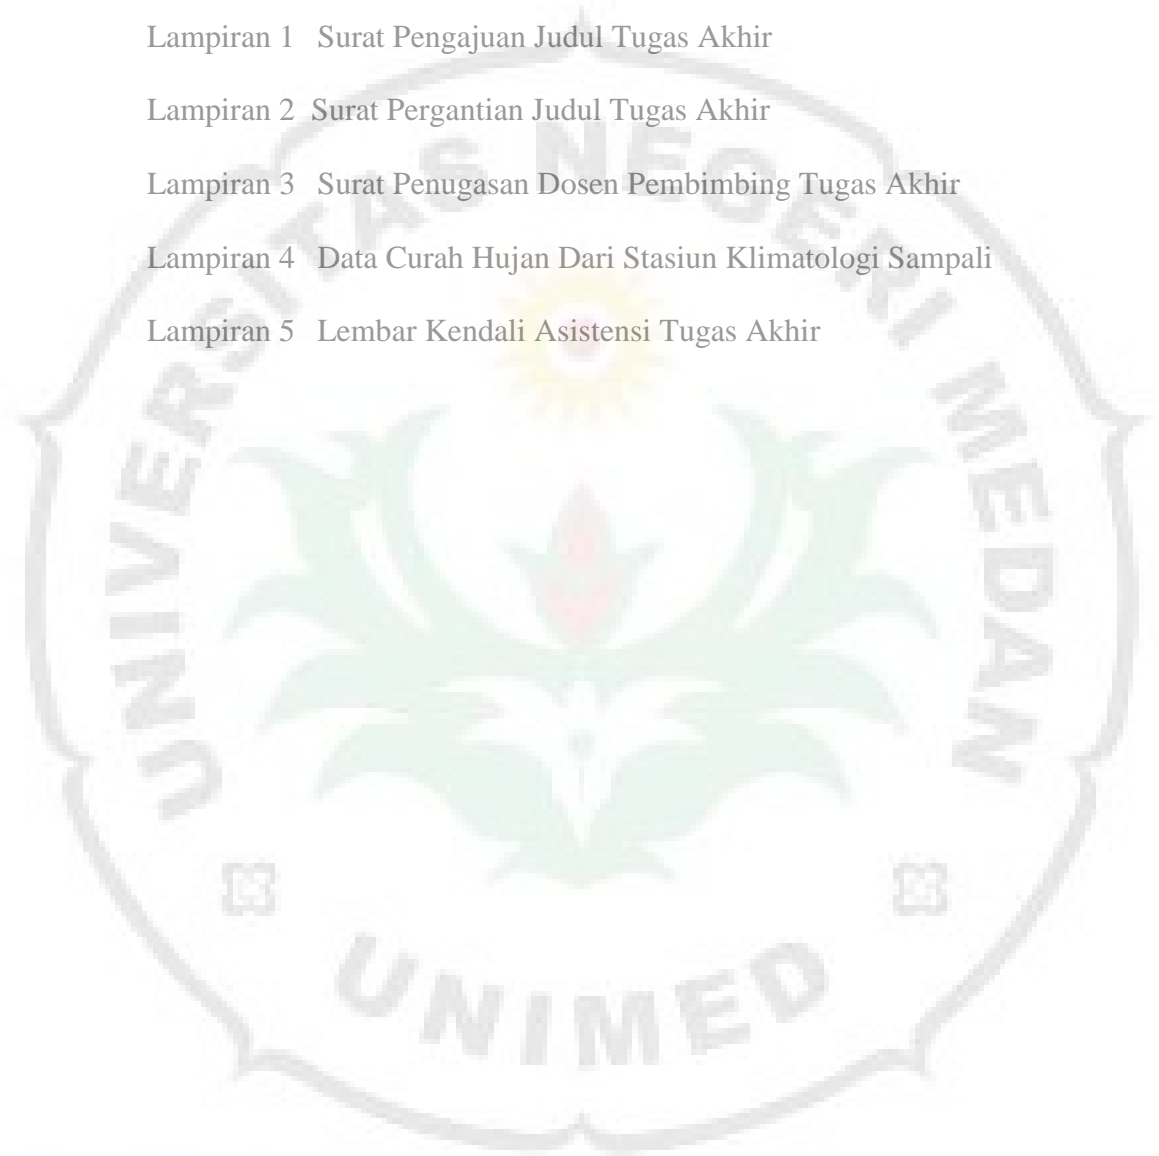 Lampiran 1 Surat Pengajuan Judul Tugas Akhir
Lampiran 2 Surat Pergantian Judul Tugas Akhir
Lampiran 3 Surat Penugasan Dosen Pembimbing Tugas Akhir
Lampiran 4 Data Curah Hujan Dari Stasiun Klimatologi Sampali
Lampiran 5 Lembar Kendali Asistensi Tugas Akhir
UNIVERSITAS NEGERI MEDAN
UNIMED